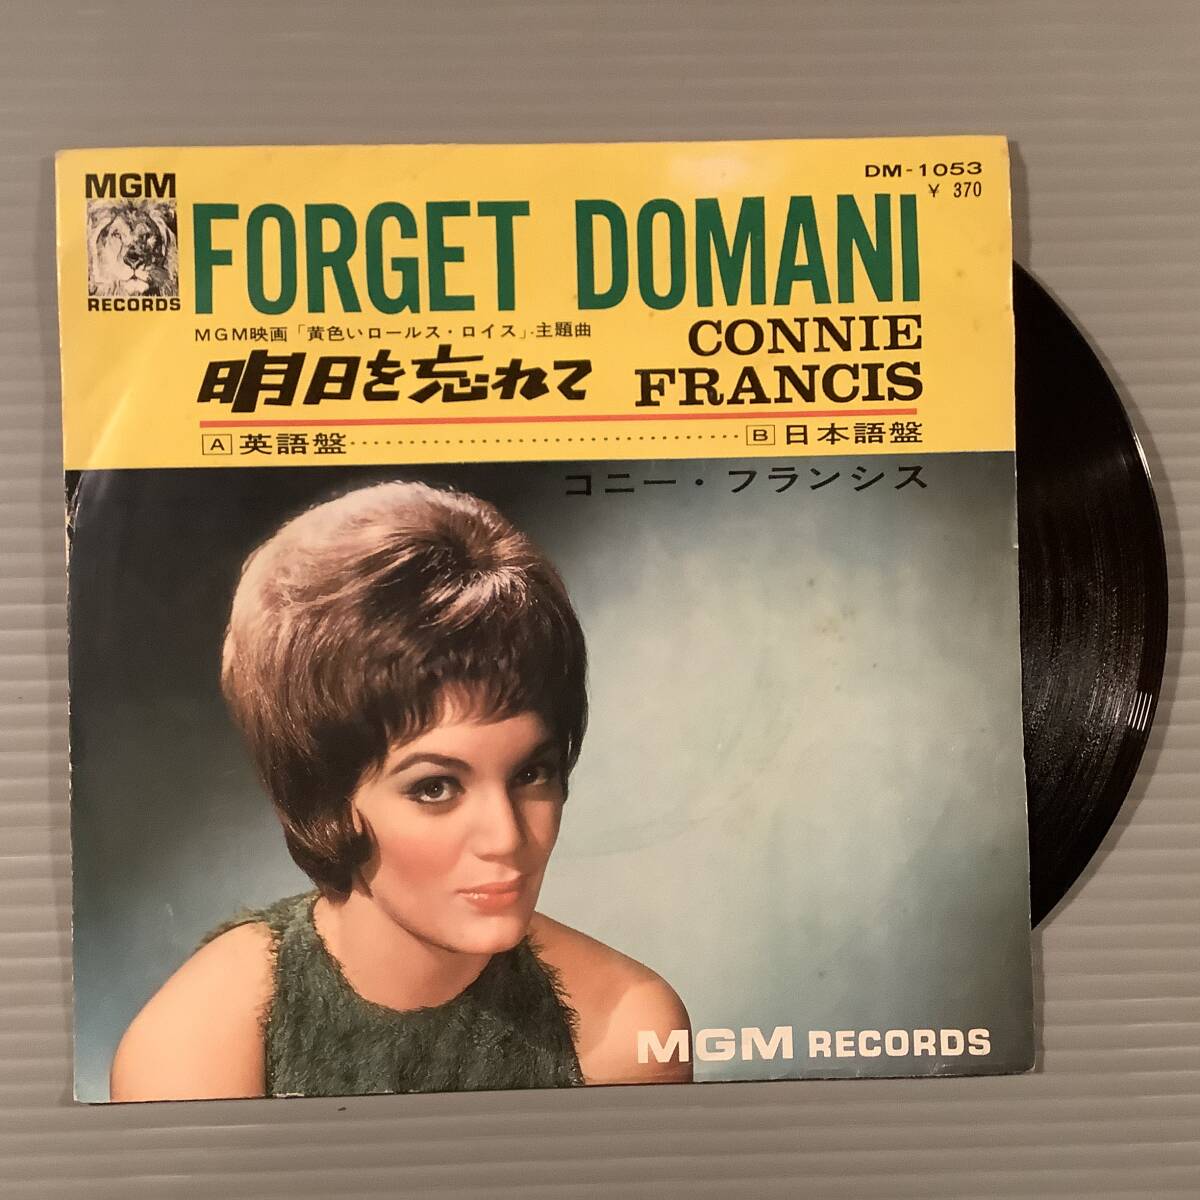 MGM
RECORDS
DM-1053
¥ 370
FORGET DOMANI
MGM映画「黄色いロールス・ロイス」主題曲
明日を忘れて
CONNIE
FRANCIS
A 英語盤.................................. B 日本語盤
コニー・フランシス
MGM RECORDS